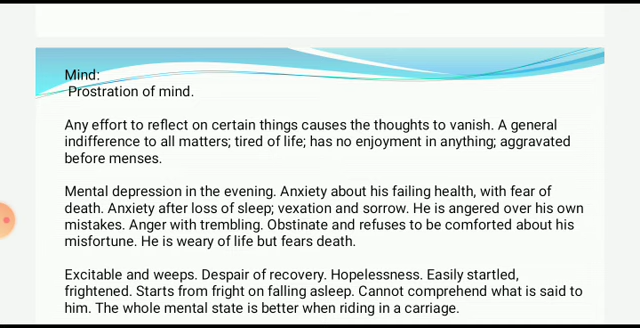 Mind:
Prostration of mind.
Any effort to reflect on certain things causes the thoughts to vanish. A general
indifference to all matters; tired of life; has no enjoyment in anything; aggravated
before menses.
Mental depression in the evening. Anxiety about his failing health, with fear of
death. Anxiety after loss of sleep; vexation and sorrow. He is angered over his own
mistakes. Anger with trembling. Obstinate and refuses to be comforted about his
misfortune. He is weary of life but fears death.
Excitable and weeps. Despair of recovery. Hopelessness. Easily startled,
frightened. Starts from fright on falling asleep. Cannot comprehend what is said to
him. The whole mental state is better when riding in a carriage.